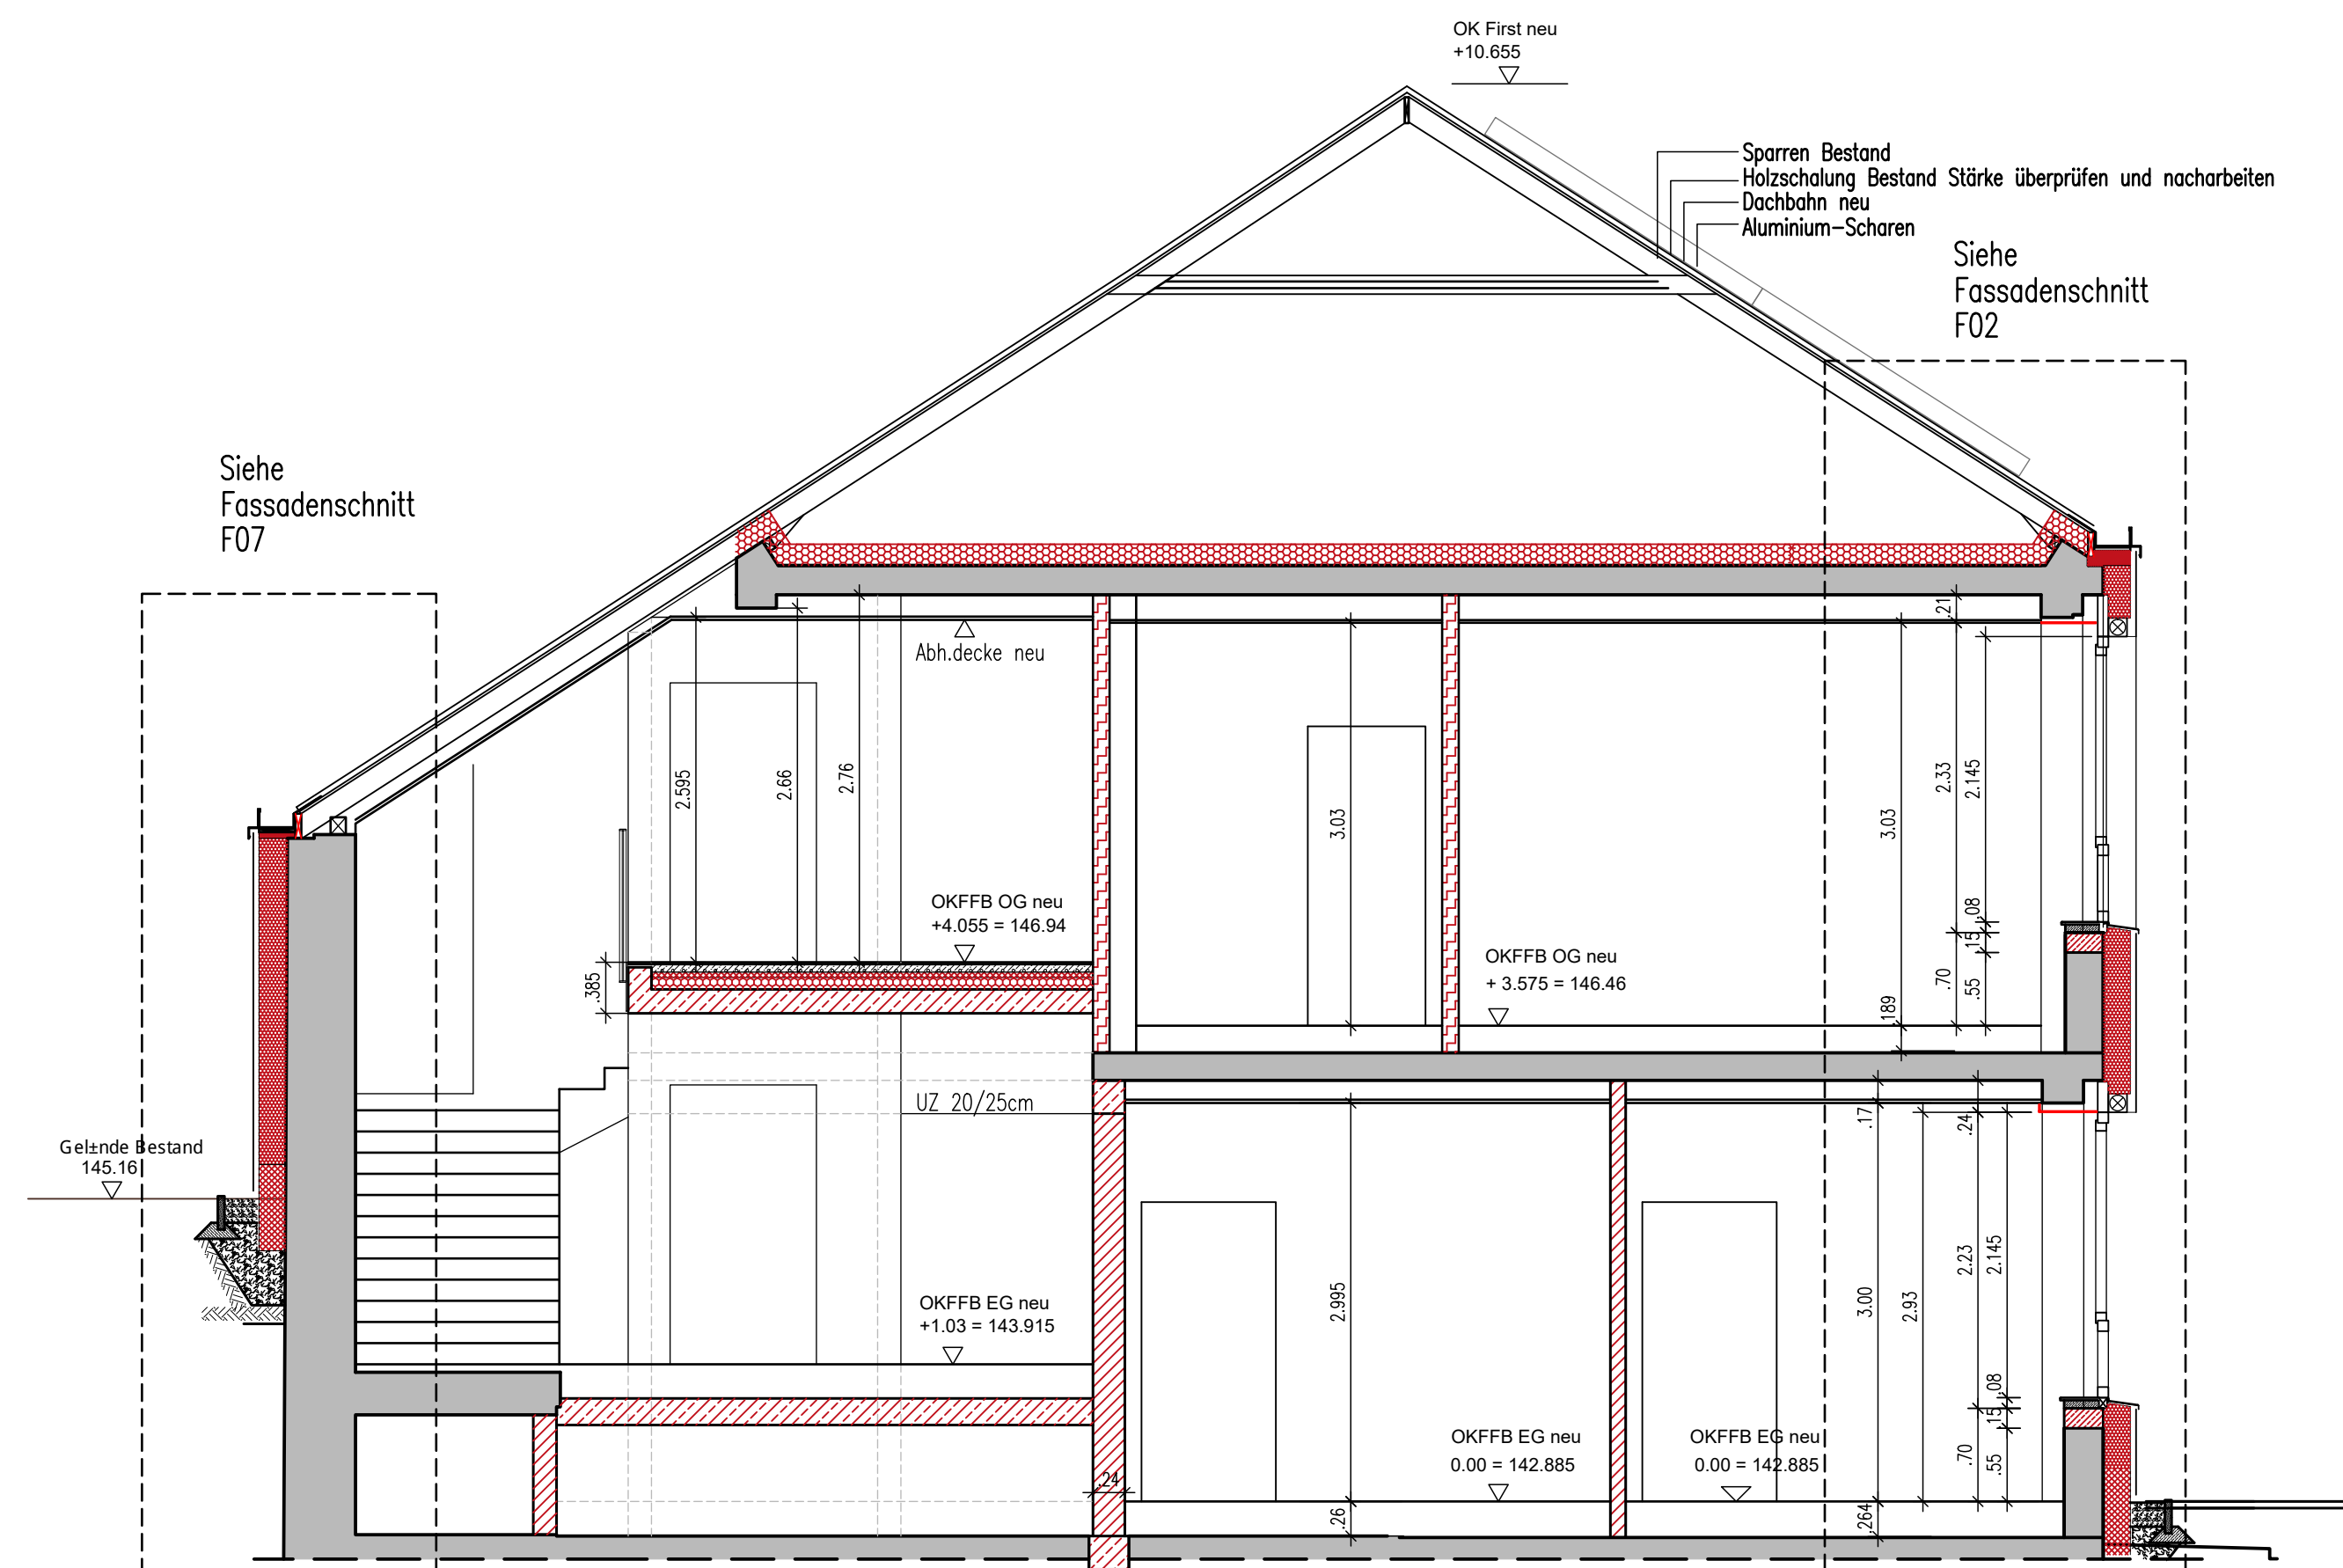 OK First neu
+10.655
Sparren Bestand
Holzschalung Bestand Stärke überprüfen und nacharbeiten
Dachbahn neu
Aluminium-Scharen
Siehe
Fassadenschnitt
F02
Siehe
Fassadenschnitt
F07
.21
Abh.decke neu
2.595
2.66
2.76
3.03
3.03
2.33
2.145
OKFFB OG neu
+4.055 = 146.94
.08
15
OKFFB OG neu
+ 3.575 = 146.46
.385
.70
.55
189
UZ 20/25cm
.17
.24
Gel±nde Bestand
145.16
2.23
2.145
OKFFB EG neu
+1.03 = 143.915
2.995
3.00
2.93
.08
15
OKFFB EG neu
0.00 = 142.885
OKFFB EG neu
0.00 = 142.885
.70
.55
.24
.26
.264